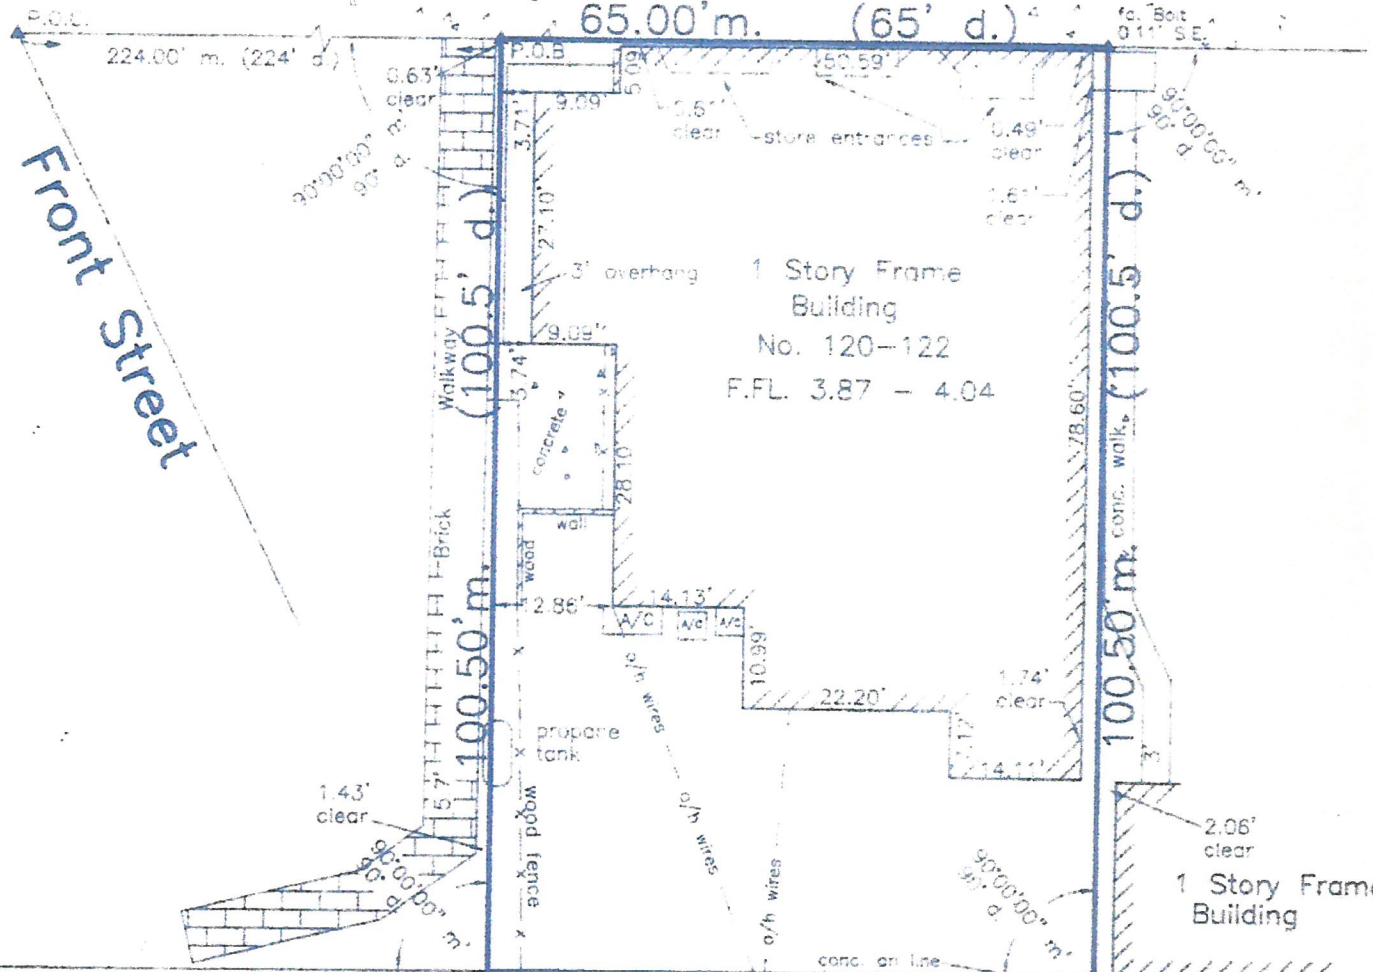 P.O.C.
65.00'm. (65' d.)
fd. Bolt
0.11' S.E.
224.00' m. (224' d.)
P.O.B
0.63'
clear
9.09'
5.09'
50.59'
3.71'
clear
store entrances
0.49'
clear
90°00'00" m.
90° d.
90°00'00" m.
90° d.
1.61'
clear
Front Street
27.10'
3' overhang
1 Story Frame
Building
No. 120-122
F.FL. 3.87 - 4.04
100.50'm. (100.5' d.)
100.50'm. (100.5' d.)
Brick Walkway
9.09'
concrete
28.10'
78.60'
conc. walk
wall
wood
12.86'
14.13'
A/C
A/C
A/C
10.99'
o/h wires
o/h wires
o/h wires
22.20'
1.74'
clear
14.11'
propane
tank
5.7'
3'
1.43'
clear
wood fence
2.06'
clear
90°00'00" m.
90° d.
90°00'00" m.
90° d.
1 Story Frame
Building
conc. on line